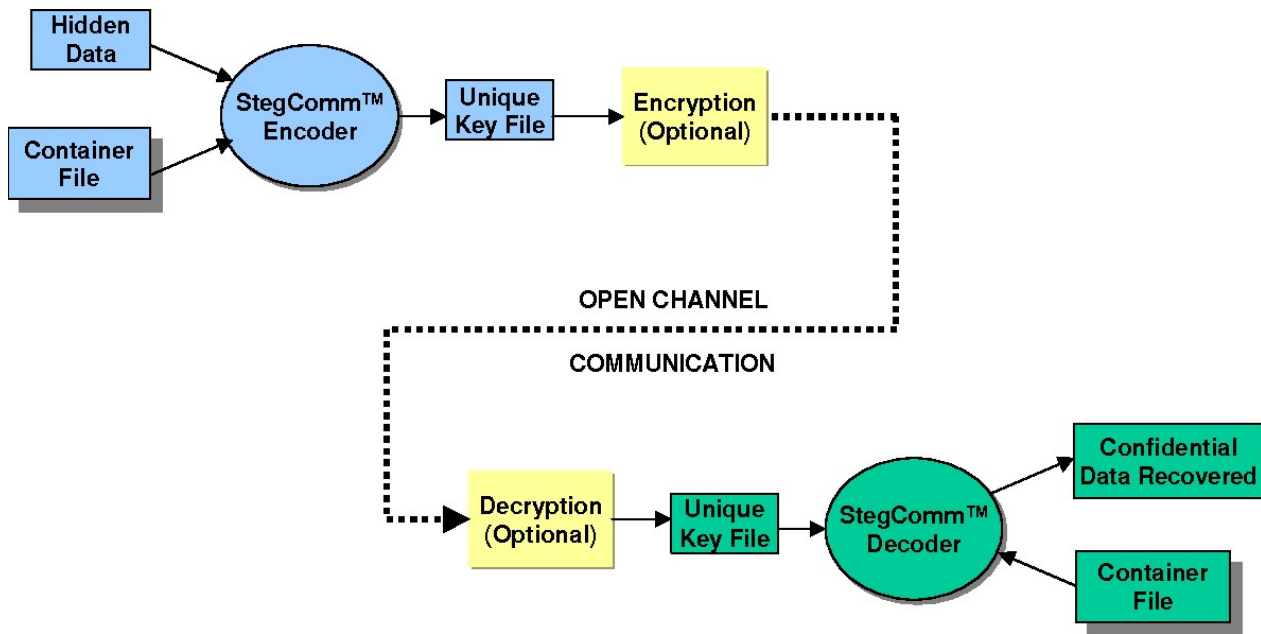 Hidden
Data
StegComm™
Encoder
Container
File
Unique
Key File
Encryption
(Optional)
OPEN CHANNEL
COMMUNICATION
Decryption
(Optional)
Unique
Key File
StegComm™
Decoder
Confidential
Data Recovered
Container
File